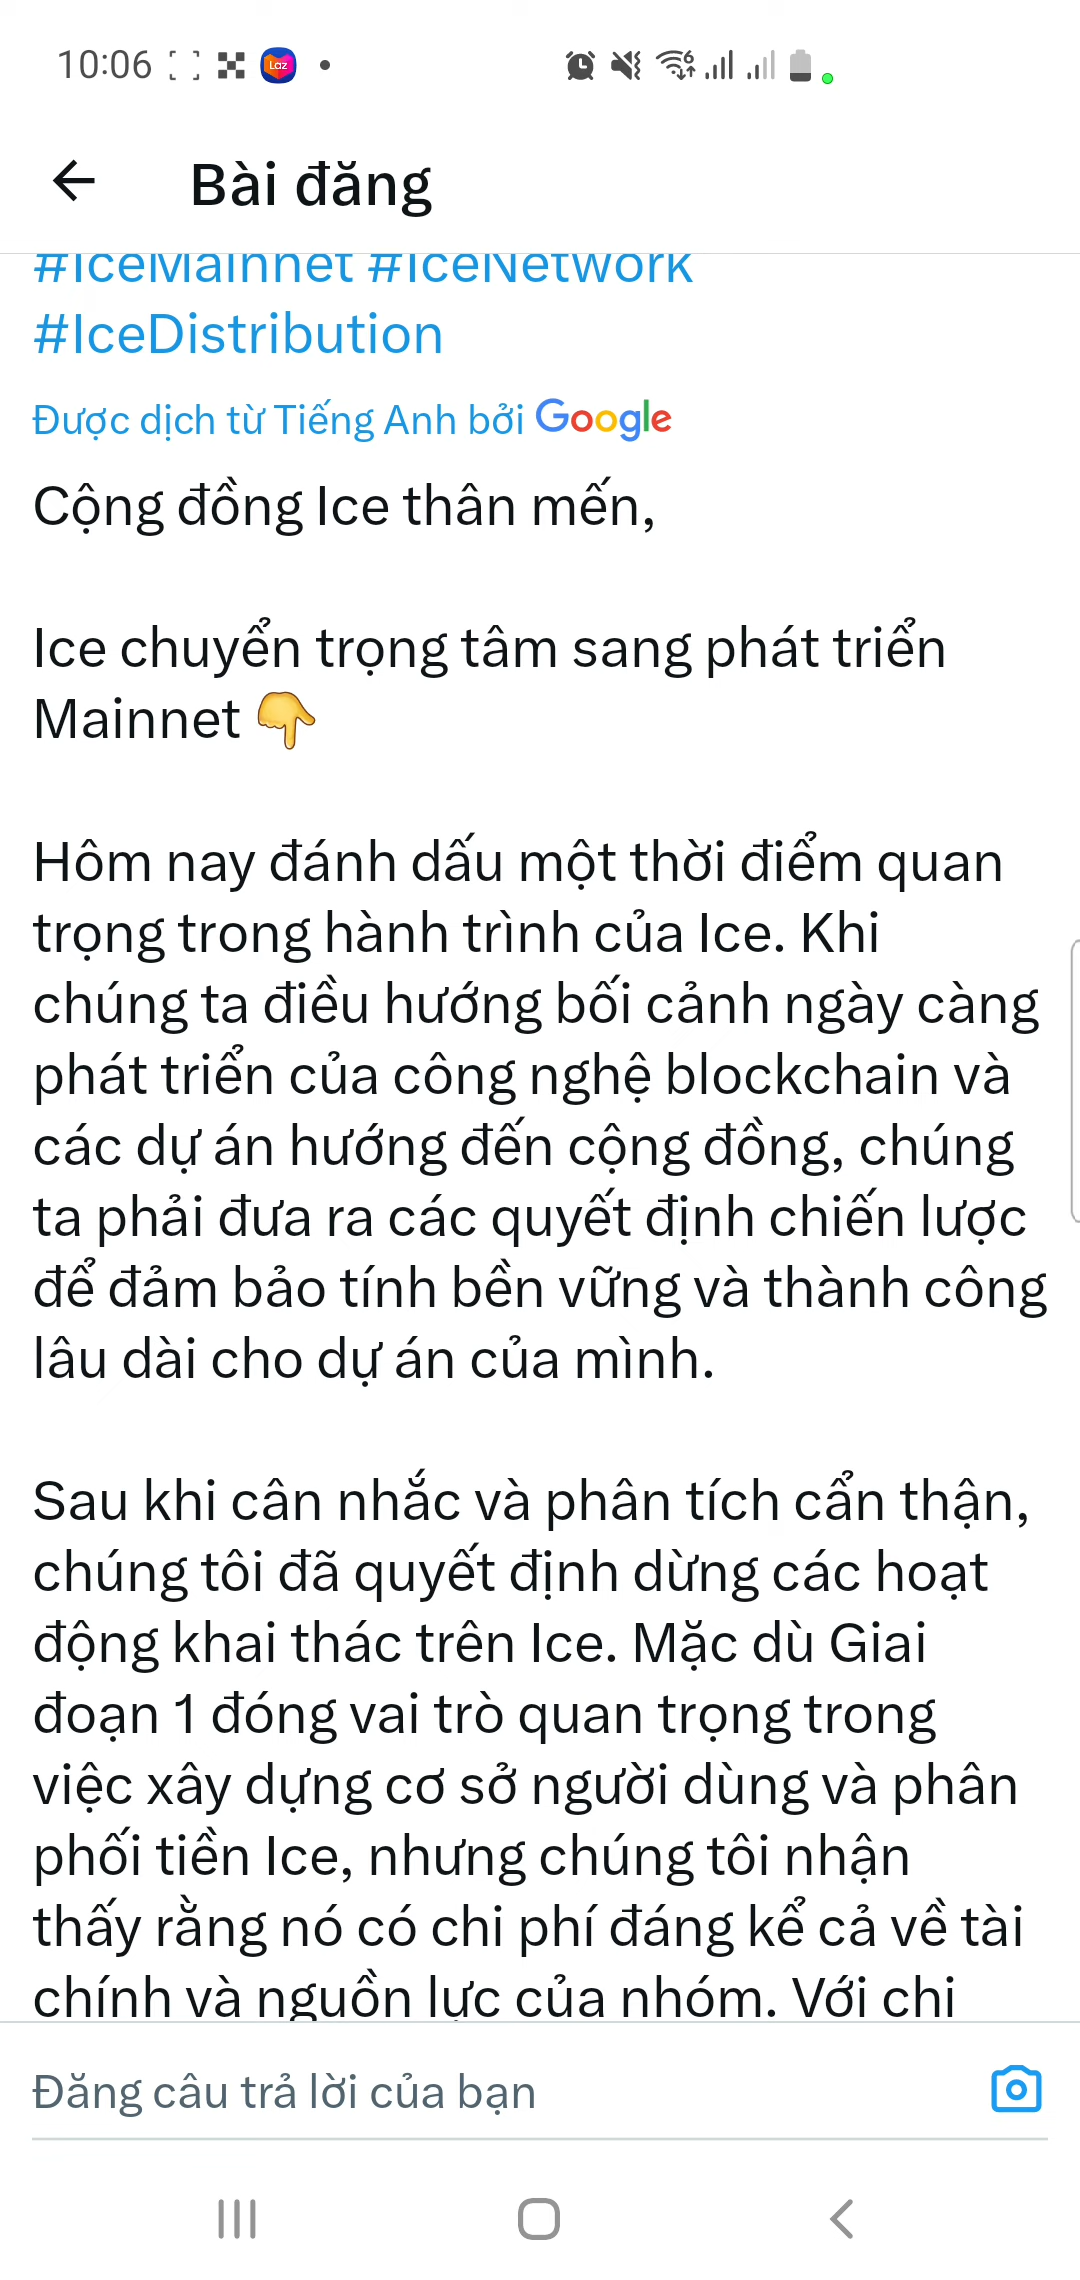 10:06
Laz
6
Bài đăng
#IceMainnet #IceNetwork
#IceDistribution
Được dịch từ Tiếng Anh bởi Google
Cộng đồng Ice thân mến,
Ice chuyển trọng tâm sang phát triển
Mainnet 👇
Hôm nay đánh dấu một thời điểm quan
trọng trong hành trình của Ice. Khi
chúng ta điều hướng bối cảnh ngày càng
phát triển của công nghệ blockchain và
các dự án hướng đến cộng đồng, chúng
ta phải đưa ra các quyết định chiến lược
để đảm bảo tính bền vững và thành công
lâu dài cho dự án của mình.
Sau khi cân nhắc và phân tích cẩn thận,
chúng tôi đã quyết định dừng các hoạt
động khai thác trên Ice. Mặc dù Giai
đoạn 1 đóng vai trò quan trọng trong
việc xây dựng cơ sở người dùng và phân
phối tiền Ice, nhưng chúng tôi nhận
thấy rằng nó có chi phí đáng kể cả về tài
chính và nguồn lực của nhóm. Với chi
Đăng câu trả lời của bạn